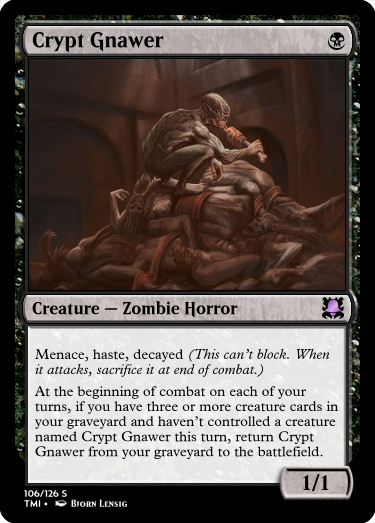 Crypt Gnawer
Creature — Zombie Horror
Menace, haste, decayed (This can't block. When
it attacks, sacrifice it at end of combat.)
At the beginning of combat on each of your
turns, if you have three or more creature cards in
your graveyard and haven't controlled a creature
named Crypt Gnawer this turn, return Crypt
Gnawer from your graveyard to the battlefield.
1/1
106/126 S
TMI • Bjorn Lensig